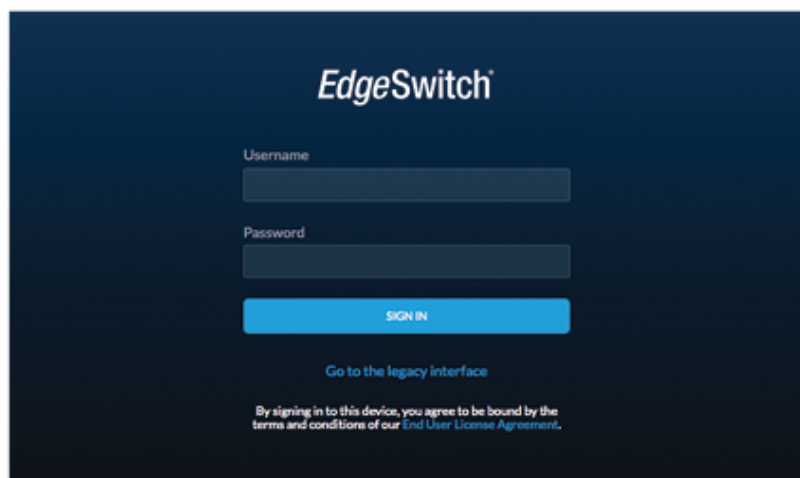 EdgeSwitch®
Username
Password
SIGN IN
Go to the legacy interface
By signing in to this device, you agree to be bound by the
terms and conditions of our End User License Agreement.